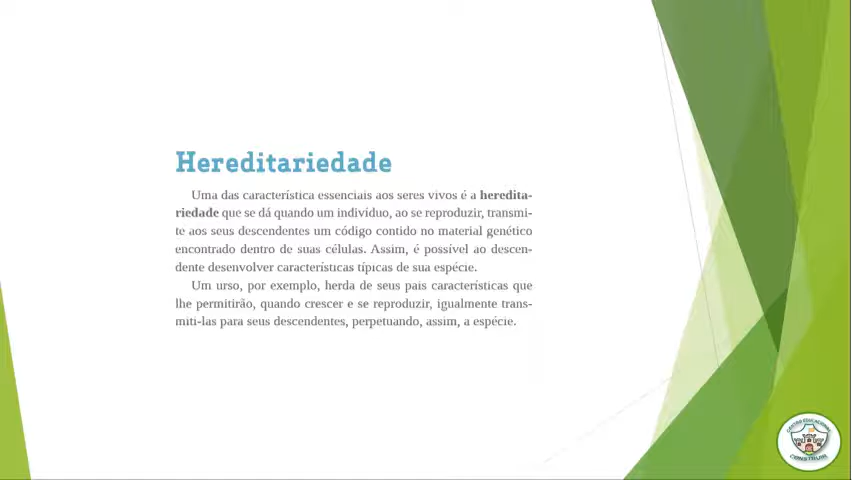 Hereditariedade
Uma das característica essenciais aos seres vivos é a heredita-
riedade que se dá quando um indivíduo, ao se reproduzir, transmi-
te aos seus descendentes um código contido no material genético
encontrado dentro de suas células. Assim, é possível ao descen-
dente desenvolver características típicas de sua espécie.
Um urso, por exemplo, herda de seus pais características que
lhe permitirão, quando crescer e se reproduzir, igualmente trans-
miti-las para seus descendentes, perpetuando, assim, a espécie.
CENTRO EDUCACIONAL
CONSTRUIR